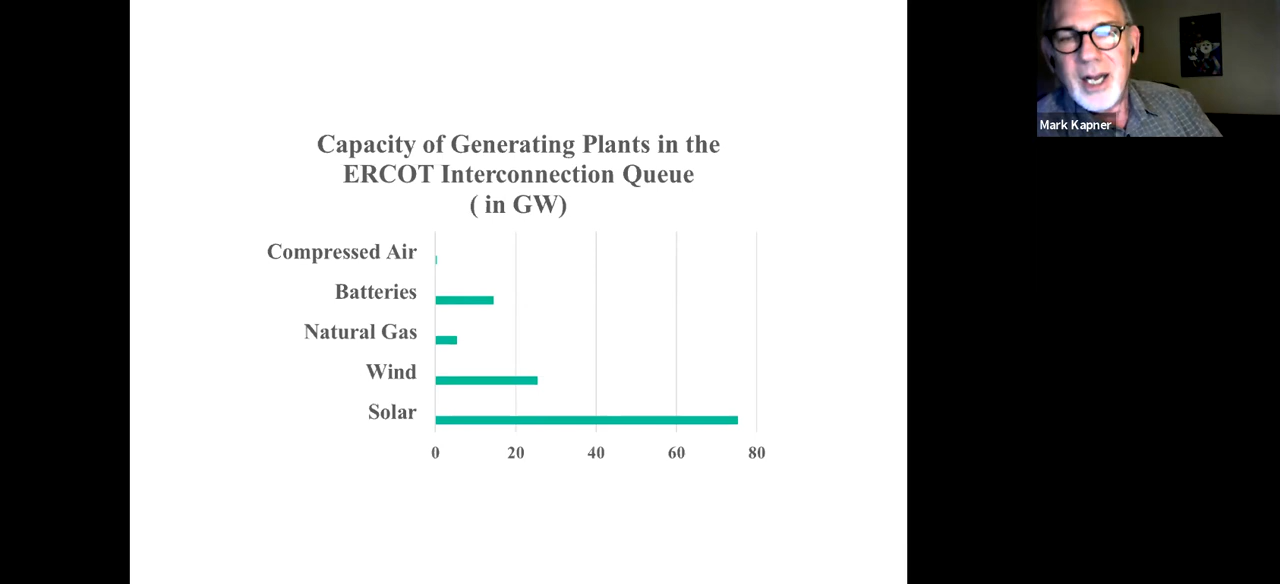 Capacity of Generating Plants in the
ERCOT Interconnection Queue
( in GW)
Compressed Air
Batteries
Natural Gas
Wind
Solar
0 20 40 60 80
Mark Kapner